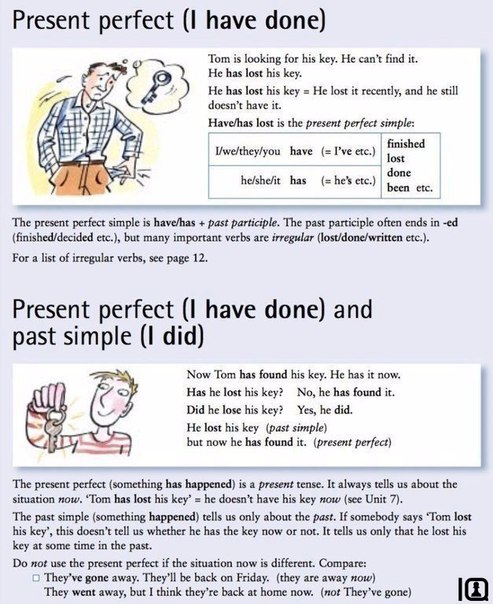 Present perfect (I have done)
Tom is looking for his key. He can't find it.
He has lost his key.
He has lost his key = He lost it recently, and he still
doesn't have it.
Have/has lost is the present perfect simple:
I/we/they/you have (= I've etc.)
he/she/it has (= he's etc.)
finished
lost
done
been etc.
The present perfect simple is have/has + past participle. The past participle often ends in -ed
(finished/decided etc.), but many important verbs are irregular (lost/done/written etc.).
For a list of irregular verbs, see page 12.
Present perfect (I have done) and
past simple (I did)
Now Tom has found his key. He has it now.
Has he lost his key? No, he has found it.
Did he lose his key? Yes, he did.
He lost his key (past simple)
but now he has found it. (present perfect)
The present perfect (something has happened) is a present tense. It always tells us about the
situation now. 'Tom has lost his key' = he doesn't have his key now (see Unit 7).
The past simple (something happened) tells us only about the past. If somebody says 'Tom lost
his key', this doesn't tell us whether he has the key now or not. It tells us only that he lost his
key at some time in the past.
Do not use the present perfect if the situation now is different. Compare:
They've gone away. They'll be back on Friday. (they are away now)
They went away, but I think they're back at home now. (not They've gone)